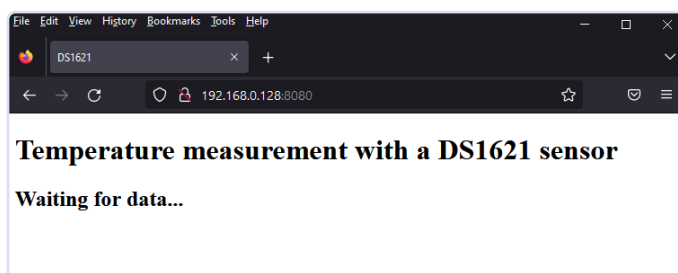 File Edit View History Bookmarks Tools Help
DS1621
192.168.0.128:8080
Temperature measurement with a DS1621 sensor
Waiting for data...